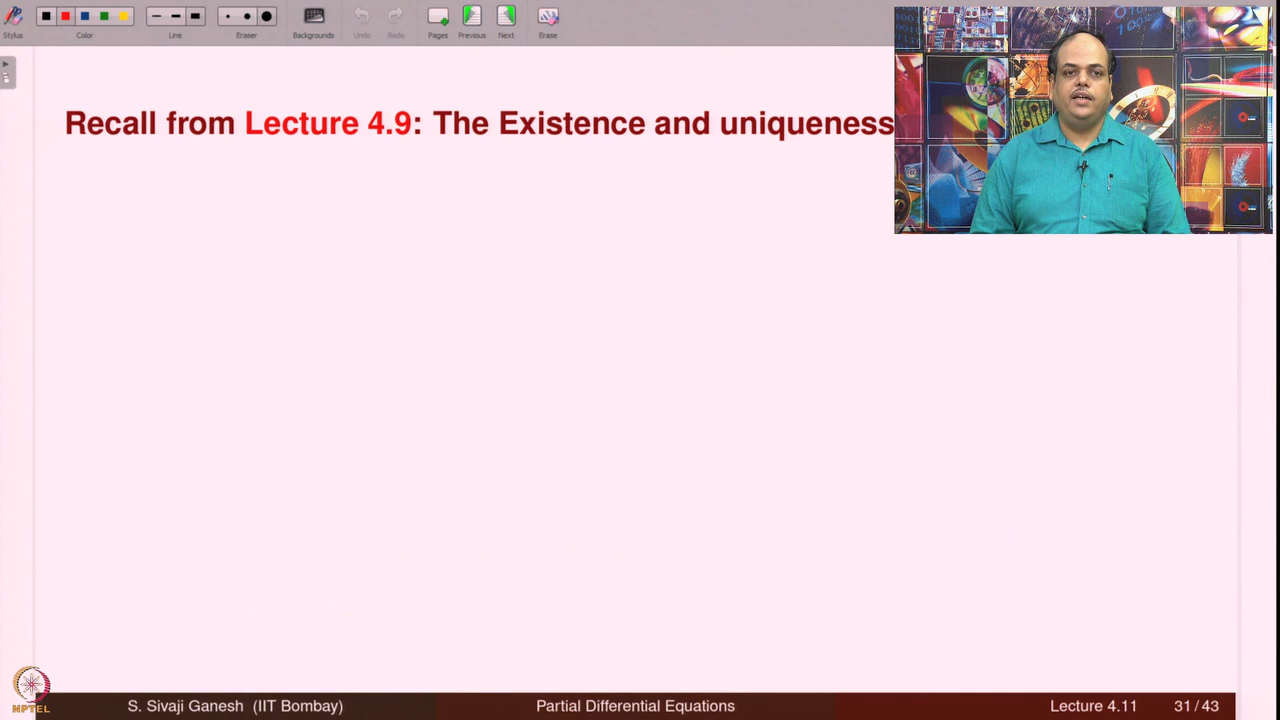 Stylus
Color
Line
Eraser
Backgrounds
Undo
Redo
Pages
Previous
Next
Erase
Recall from Lecture 4.9: The Existence and uniqueness
NPTEL
S. Sivaji Ganesh (IIT Bombay)
Partial Differential Equations
Lecture 4.11
31 / 43